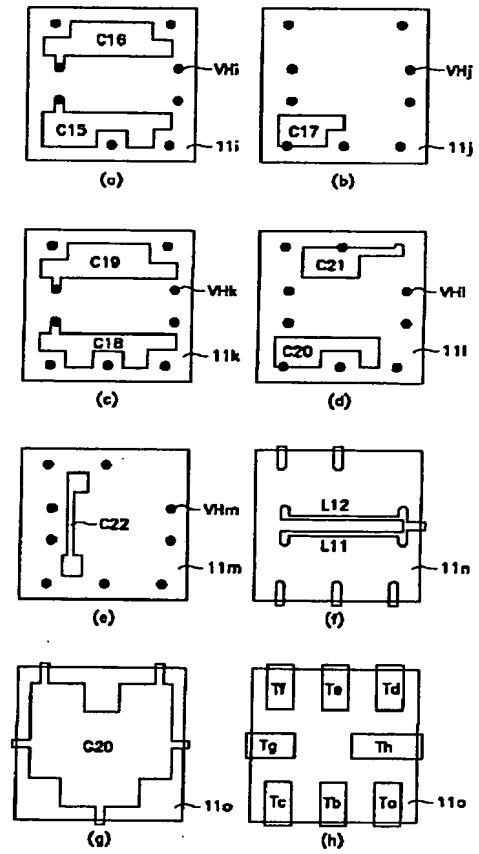 C16
VHi
C15
11i
(a)
VHj
C17
11j
(b)
C19
VHk
C18
11k
(c)
C21
VHl
C20
11l
(d)
VHm
C22
11m
(e)
L12
L11
11n
(f)
G20
11o
(g)
Tf Te Td
Tg Th
Tc Tb Ta
11o
(h)